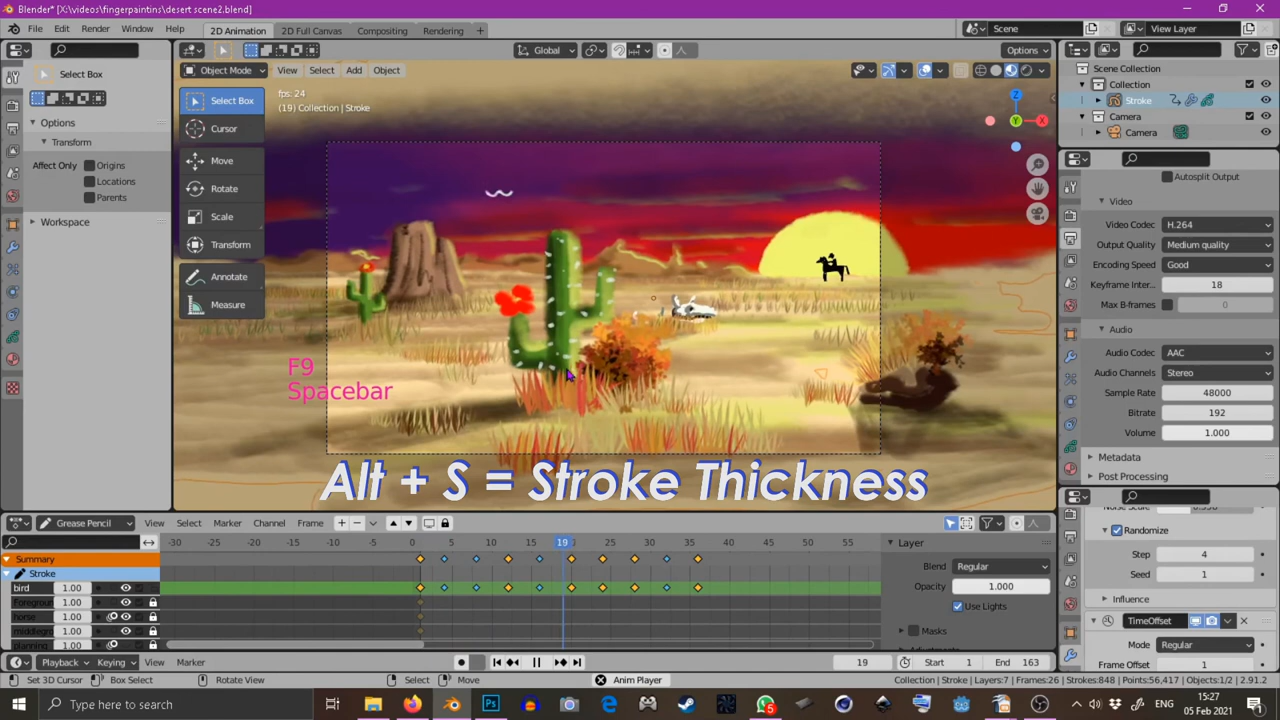 Blender* [X:\videos\fingerpaintins\desert scene2.blend]
File Edit Render Window Help
2D Animation 2D Full Canvas Compositing Rendering +
Scene
View Layer
Select Box
Options
Transform
Affect Only
Origins
Locations
Parents
Workspace
Global
Options
Object Mode View Select Add Object
Select Box
Cursor
Move
Rotate
Scale
Transform
Annotate
Measure
fps: 24
(19) Collection | Stroke
Z
Y
X
F9
Spacebar
Alt + S = Stroke Thickness
Scene Collection
Collection
Stroke
Camera
Camera
Autosplit Output
Video
Video Codec H.264
Output Quality Medium quality
Encoding Speed Good
Keyframe Inter... 18
Max B-frames 0
Audio
Audio Codec AAC
Audio Channels Stereo
Sample Rate 48000
Bitrate 192
Volume 1.000
Metadata
Post Processing
Randomize
Step 4
Seed 1
Influence
TimeOffset
Mode Regular
Frame Offset 1
Grease Pencil View Select Marker Channel Frame
-30 -25 -20 -15 -10 -5 0 5 10 15 19 25 30 35 40 45 50 55
Summary
Stroke
bird 1.00
Foreground 1.00
horse 1.00
middlegro 1.00
planning 1.00
Layer
Blend Regular
Opacity 1.000
Use Lights
Masks
Playback Keying View Marker
19
Start 1
End 163
Set 3D Cursor Box Select Rotate View Select Move Anim Player
Collection | Stroke | Layers:7 | Frames:26 | Strokes:848 | Points:56,417 | Objects:1/2 | 2.91.2
Type here to search
Ps
5
ENG
15:27
05 Feb 2021